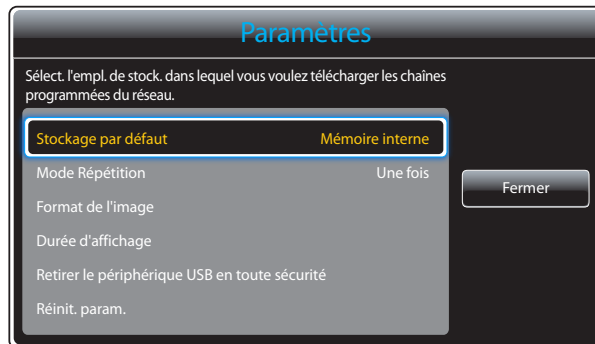 Paramètres
Sélect. l'empl. de stock. dans lequel vous voulez télécharger les chaînes
programmées du réseau.
Stockage par défaut Mémoire interne
Mode Répétition Une fois
Fermer
Format de l'image
Durée d'affichage
Retirer le périphérique USB en toute sécurité
Réinit. param.